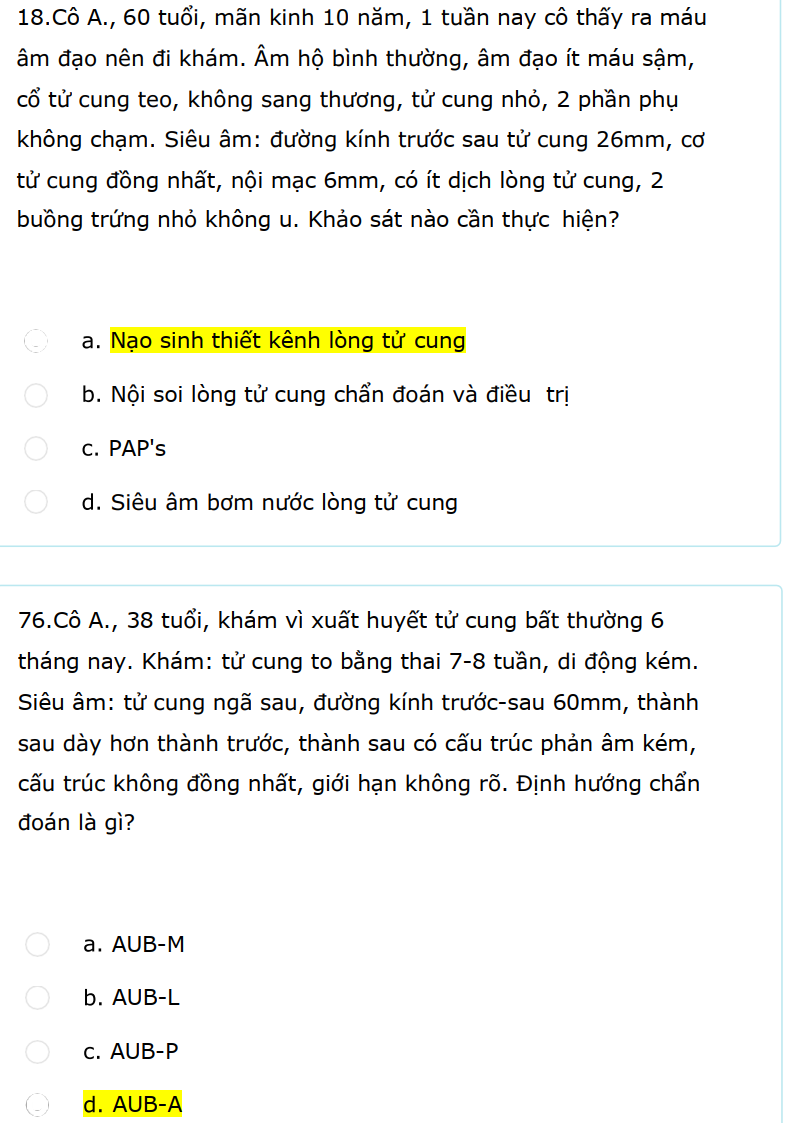 18.Cô A., 60 tuổi, mãn kinh 10 năm, 1 tuần nay cô thấy ra máu
âm đạo nên đi khám. Âm hộ bình thường, âm đạo ít máu sậm,
cổ tử cung teo, không sang thương, tử cung nhỏ, 2 phần phụ
không chạm. Siêu âm: đường kính trước sau tử cung 26mm, cơ
tử cung đồng nhất, nội mạc 6mm, có ít dịch lòng tử cung, 2
buồng trứng nhỏ không u. Khảo sát nào cần thực hiện?
a. Nạo sinh thiết kênh lòng tử cung
b. Nội soi lòng tử cung chẩn đoán và điều trị
c. PAP's
d. Siêu âm bơm nước lòng tử cung
76.Cô A., 38 tuổi, khám vì xuất huyết tử cung bất thường 6
tháng nay. Khám: tử cung to bằng thai 7-8 tuần, di động kém.
Siêu âm: tử cung ngã sau, đường kính trước-sau 60mm, thành
sau dày hơn thành trước, thành sau có cấu trúc phản âm kém,
cấu trúc không đồng nhất, giới hạn không rõ. Định hướng chẩn
đoán là gì?
a. AUB-M
b. AUB-L
c. AUB-P
d. AUB-A